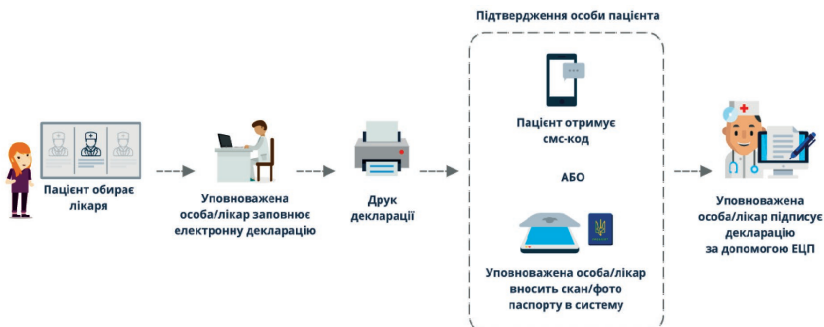 Підтвердження особи пацієнта
Пацієнт обирає
лікаря
Уповноважена
особа/лікар заповнює
електронну декларацію
Друк
декларації
Пацієнт отримує
смс-код
АБО
Уповноважена особа/лікар
вносить скан/фото
паспорту в систему
Уповноважена
особа/лікар підписує
декларацію
за допомогою ЕЦП